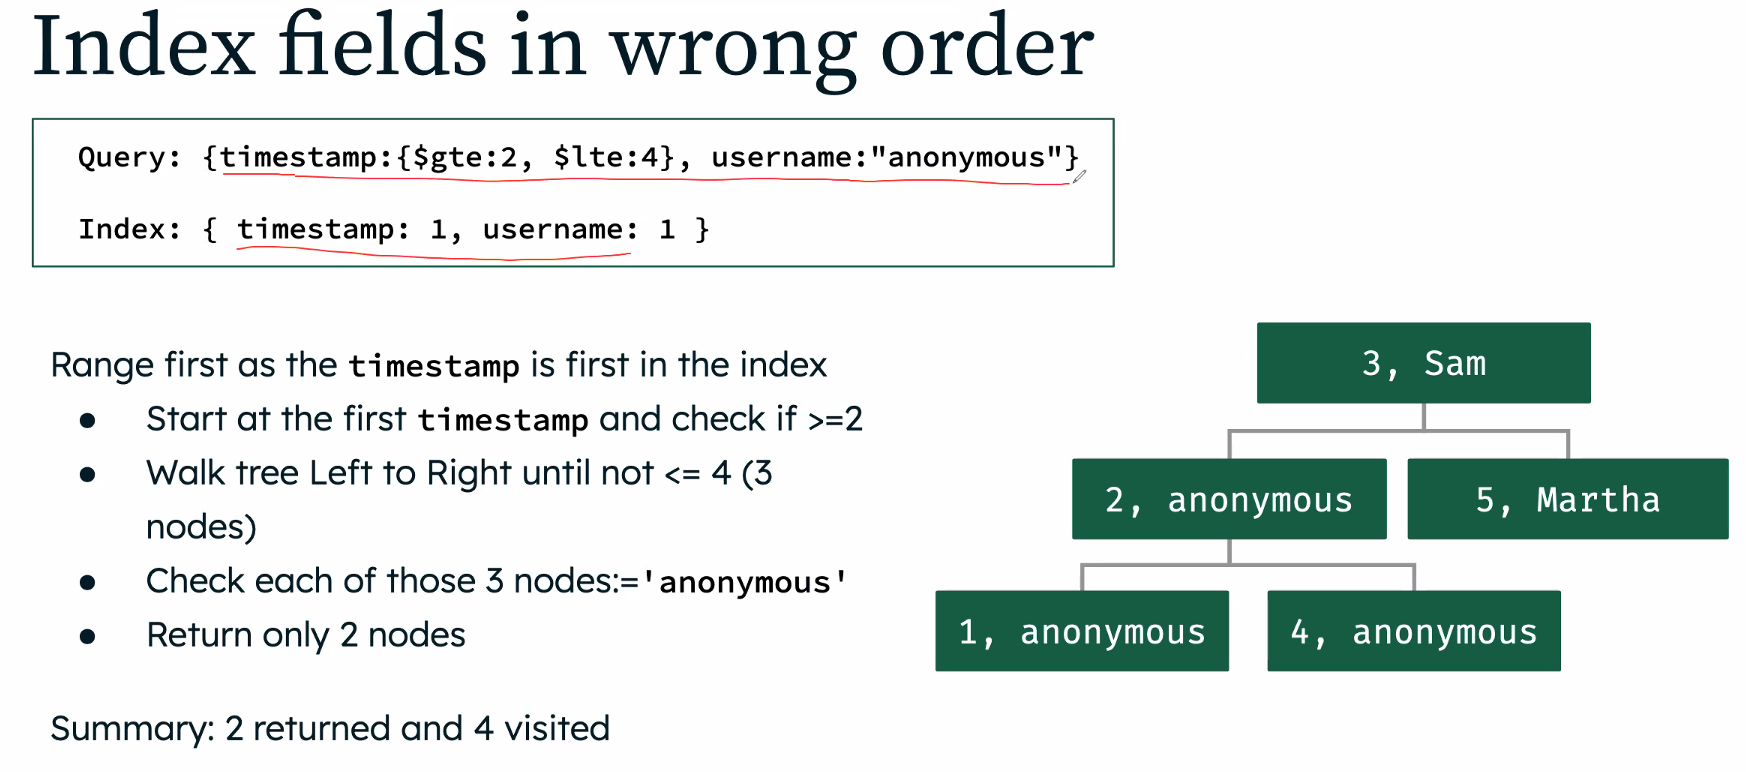 Index fields in wrong order
Query: {timestamp:{$gte:2, $lte:4}, username:"anonymous"}
Index: { timestamp: 1, username: 1 }
Range first as the timestamp is first in the index
● Start at the first timestamp and check if >=2
● Walk tree Left to Right until not <= 4 (3
nodes)
● Check each of those 3 nodes:='anonymous'
● Return only 2 nodes
Summary: 2 returned and 4 visited
3, Sam
2, anonymous
5, Martha
1, anonymous
4, anonymous